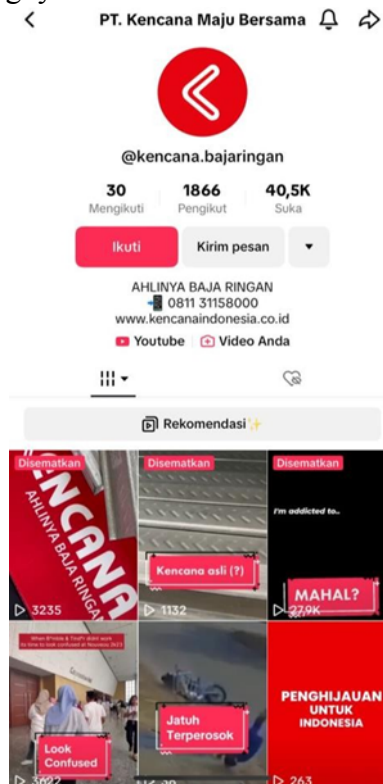 PT. Kencana Maju Bersama
@kencana.bajaringan
30 1866 40,5K
Mengikuti Pengikut Suka
Ikuti Kirim pesan
AHLINYA BAJA RINGAN
0811 31158000
www.kencanaindonesia.co.id
Youtube Video Anda
Rekomendasi
Disematkan
KENCANA
AHLINYA BAJA RINGAN
3235
Disematkan
Kencana asli (?)
1132
Disematkan
I'm addicted to..
MAHAL?
27,9K
Look
Confused
3622
Jatuh
Terperosok
PENGHIJAUAN
UNTUK
INDONESIA
263